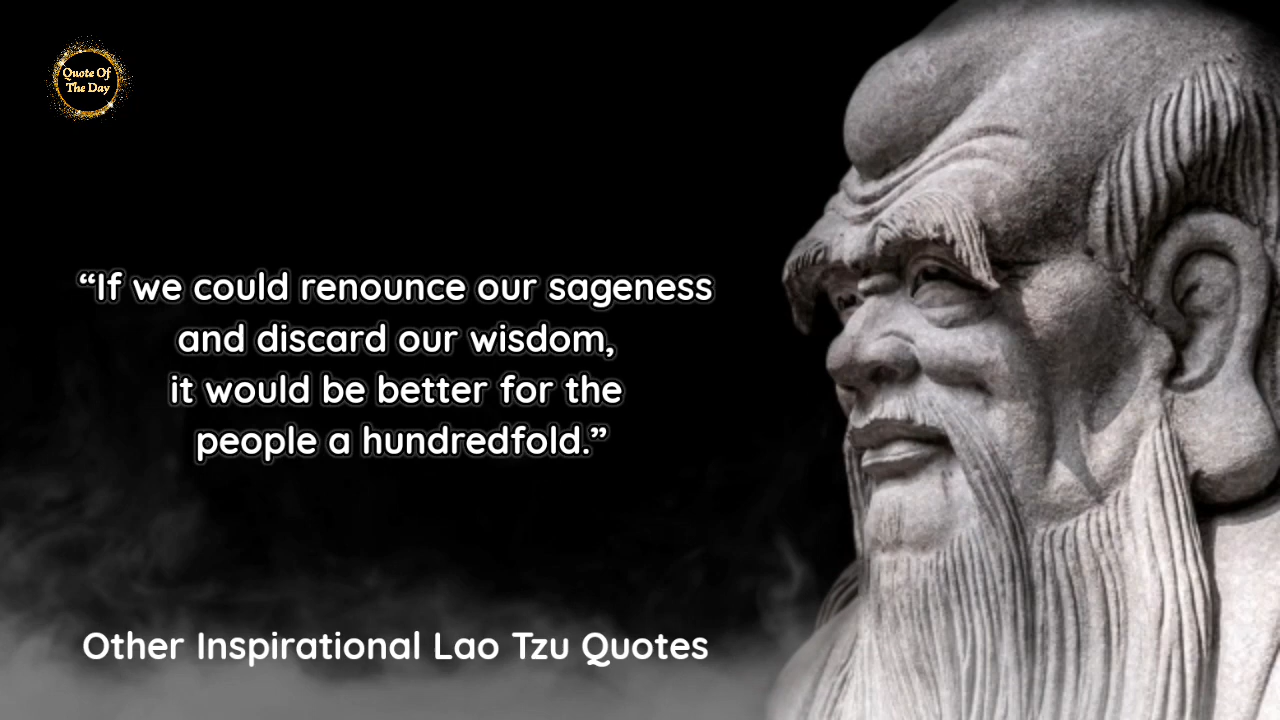 Quote Of
The Day
“If we could renounce our sageness
and discard our wisdom,
it would be better for the
people a hundredfold.”
Other Inspirational Lao Tzu Quotes